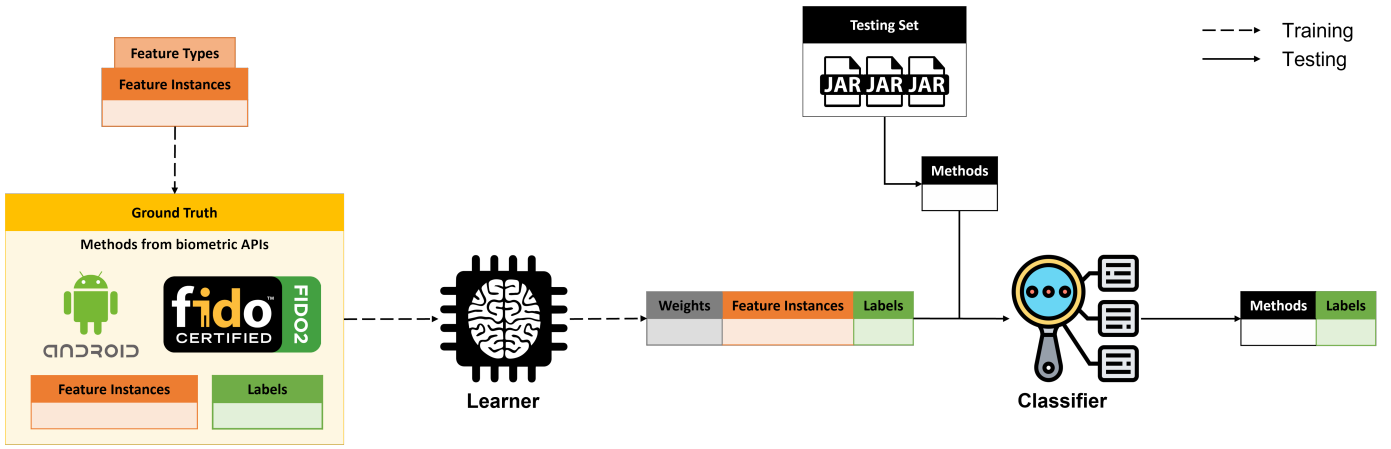 Feature Types
Feature Instances
Ground Truth
Methods from biometric APIs
ANDROID
fido™
CERTIFIED
FIDO2
Feature Instances
Labels
Learner
Weights
Feature Instances
Labels
Testing Set
JAR JAR JAR
Methods
Classifier
Methods
Labels
Training
Testing